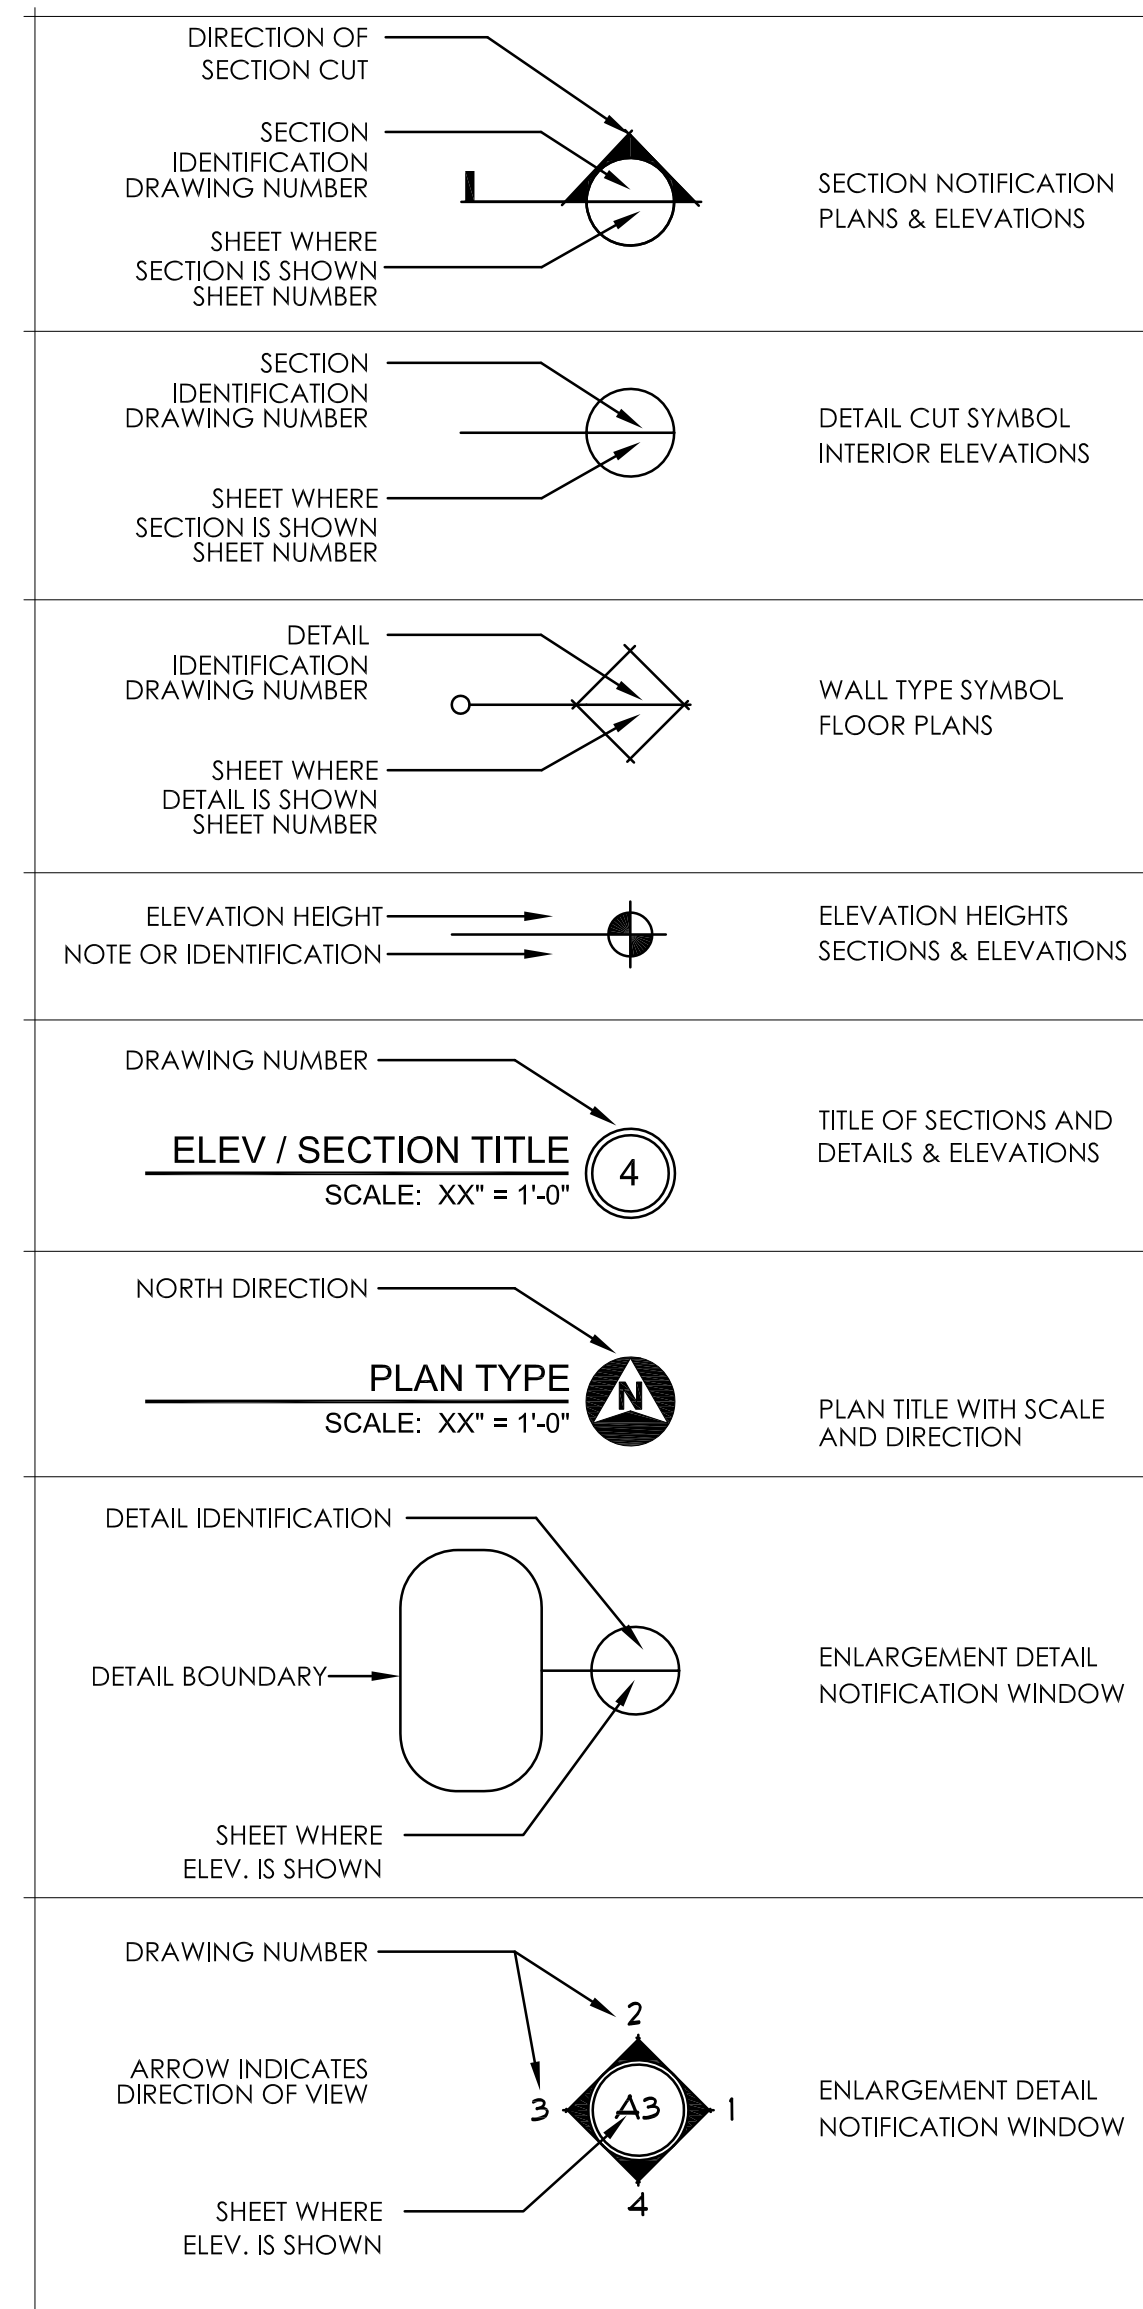 DIRECTION OF
SECTION CUT
SECTION
IDENTIFICATION
DRAWING NUMBER
SHEET WHERE
SECTION IS SHOWN
SHEET NUMBER
SECTION NOTIFICATION
PLANS & ELEVATIONS
SECTION
IDENTIFICATION
DRAWING NUMBER
SHEET WHERE
SECTION IS SHOWN
SHEET NUMBER
DETAIL CUT SYMBOL
INTERIOR ELEVATIONS
DETAIL
IDENTIFICATION
DRAWING NUMBER
SHEET WHERE
DETAIL IS SHOWN
SHEET NUMBER
WALL TYPE SYMBOL
FLOOR PLANS
ELEVATION HEIGHT
NOTE OR IDENTIFICATION
ELEVATION HEIGHTS
SECTIONS & ELEVATIONS
DRAWING NUMBER
ELEV / SECTION TITLE
SCALE: XX" = 1'-0"
4
TITLE OF SECTIONS AND
DETAILS & ELEVATIONS
NORTH DIRECTION
PLAN TYPE
SCALE: XX" = 1'-0"
N
PLAN TITLE WITH SCALE
AND DIRECTION
DETAIL IDENTIFICATION
DETAIL BOUNDARY
SHEET WHERE
ELEV. IS SHOWN
ENLARGEMENT DETAIL
NOTIFICATION WINDOW
DRAWING NUMBER
ARROW INDICATES
DIRECTION OF VIEW
SHEET WHERE
ELEV. IS SHOWN
2
3
A3
1
4
ENLARGEMENT DETAIL
NOTIFICATION WINDOW